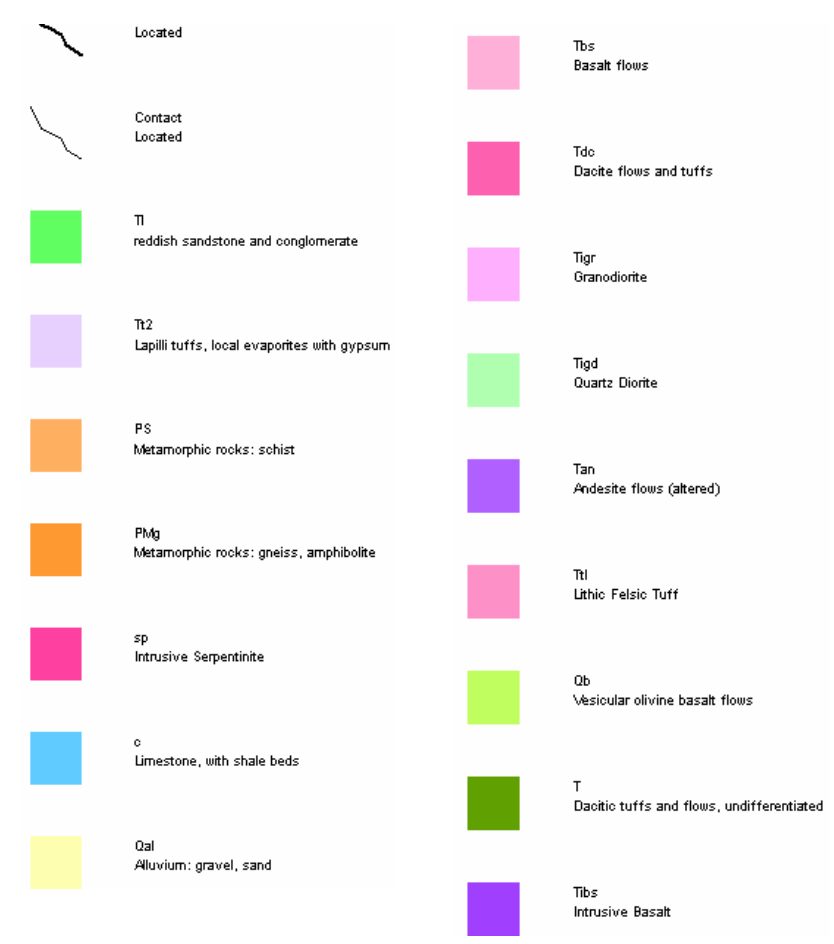 Located
Contact
Located
Tl
reddish sandstone and conglomerate
Tt2
Lapilli tuffs, local evaporites with gypsum
PS
Metamorphic rocks: schist
PMg
Metamorphic rocks: gneiss, amphibolite
sp
Intrusive Serpentinite
c
Limestone, with shale beds
Qal
Alluvium: gravel, sand
Tbs
Basalt flows
Tdc
Dacite flows and tuffs
Tigr
Granodiorite
Tigd
Quartz Diorite
Tan
Andesite flows (altered)
Ttl
Lithic Felsic Tuff
Qb
Vesicular olivine basalt flows
T
Dacitic tuffs and flows, undifferentiated
Tibs
Intrusive Basalt